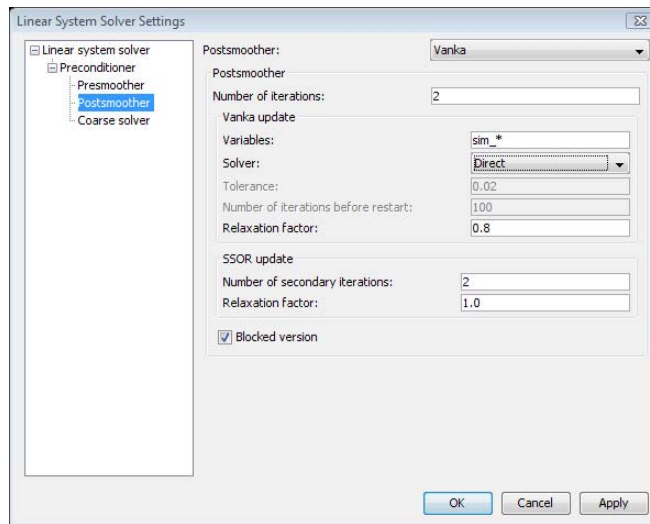 Linear System Solver Settings
Linear system solver
Preconditioner
Presmoother
Postsmoother
Coarse solver
Postsmoother: Vanka
Postsmoother
Number of iterations: 2
Vanka update
Variables: sim_*
Solver: Direct
Tolerance: 0.02
Number of iterations before restart: 100
Relaxation factor: 0.8
SSOR update
Number of secondary iterations: 2
Relaxation factor: 1.0
Blocked version
OK Cancel Apply